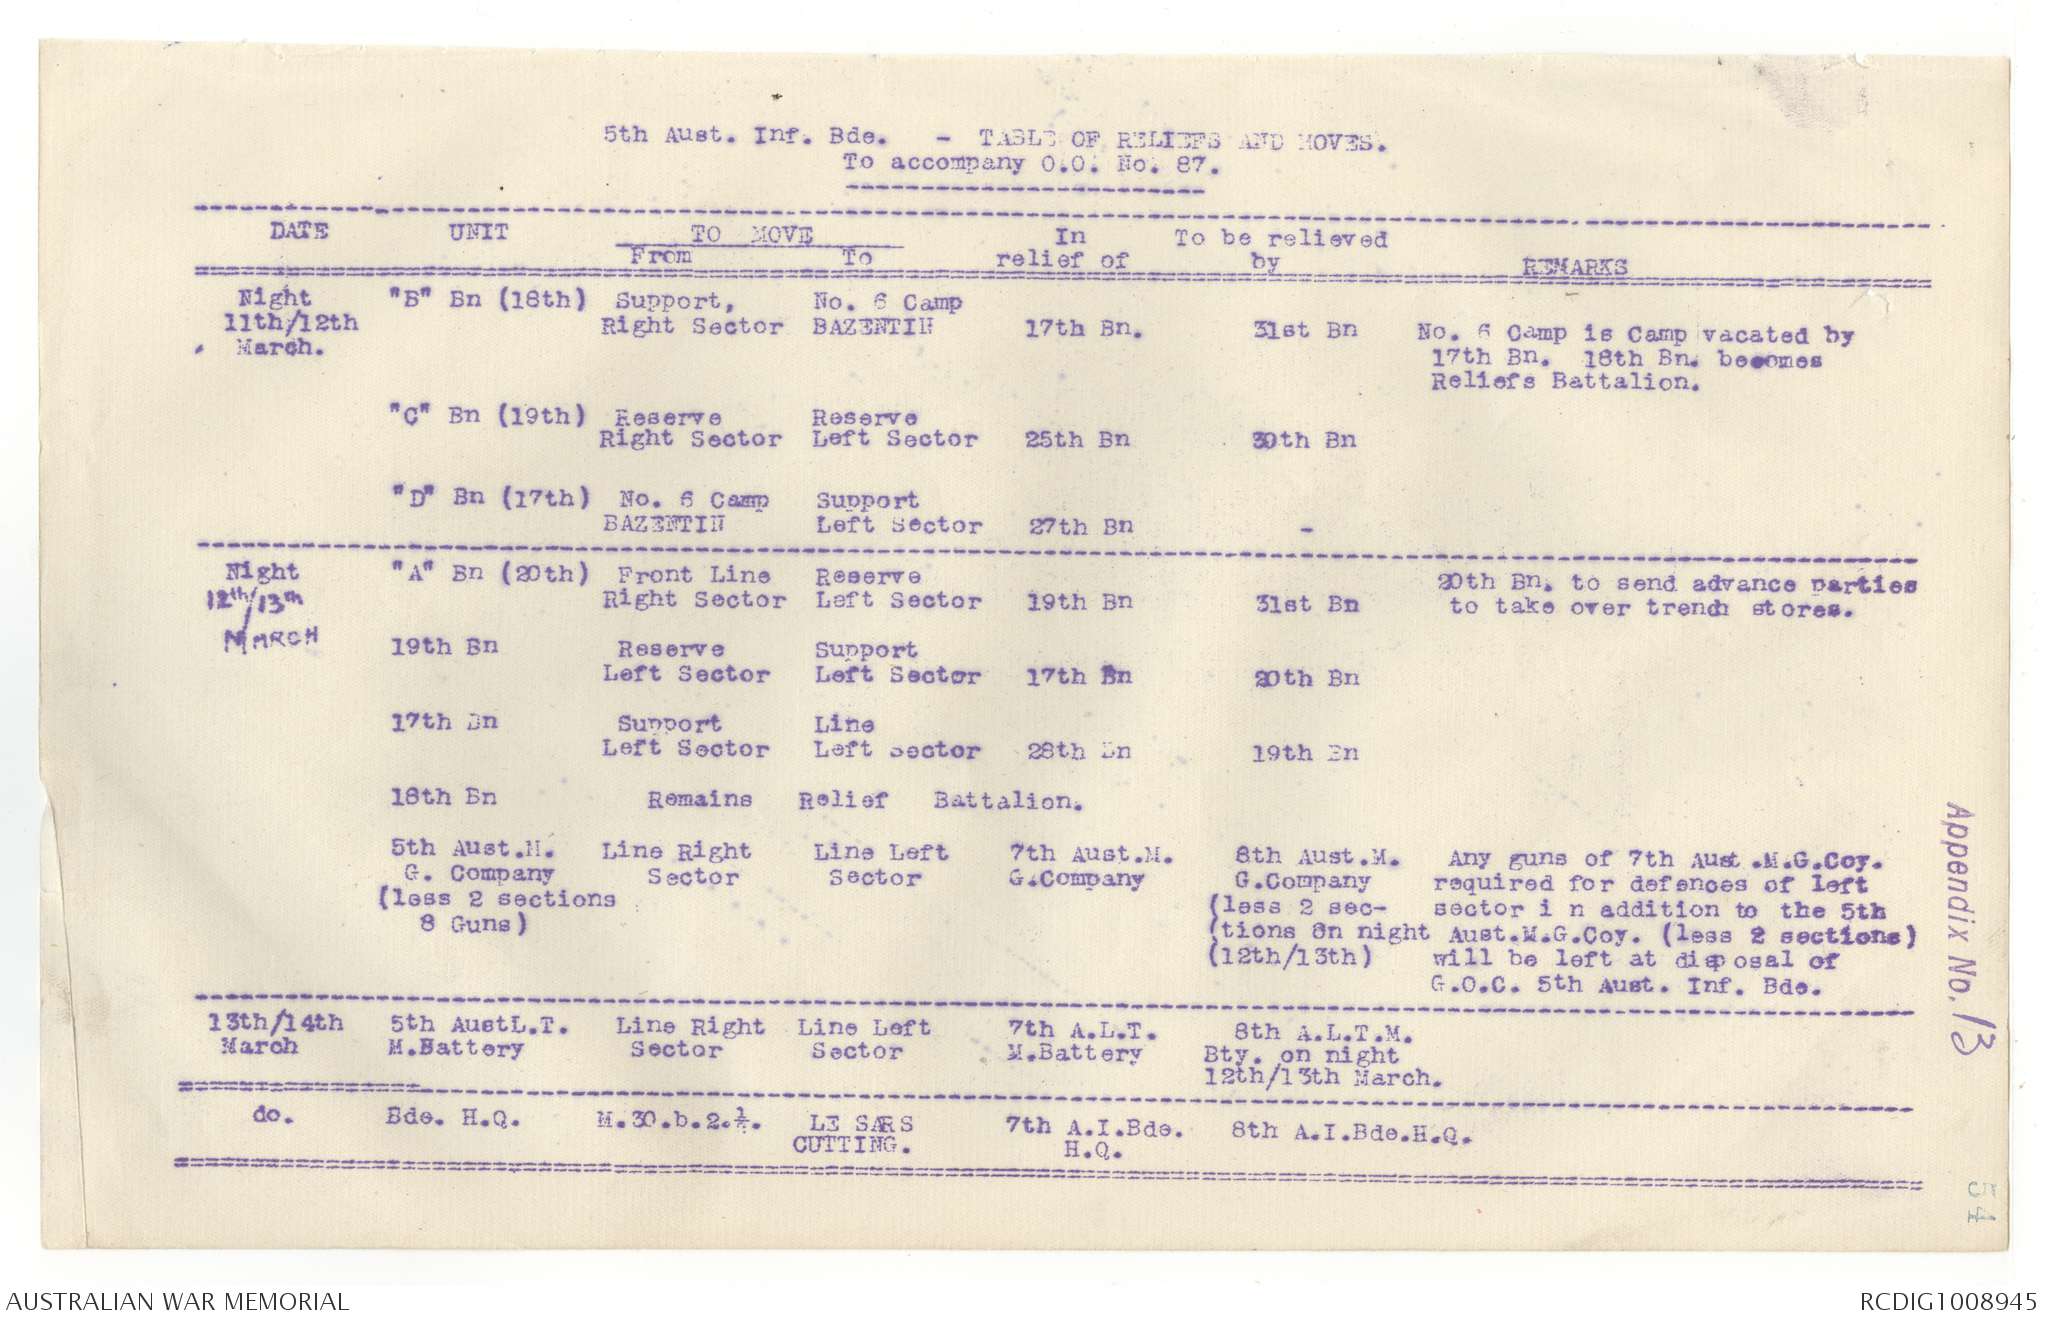 5th Aust. Inf. Bde. - TABLE OF RELIEFS AND MOVES.
To accompany O.O. No. 87.
DATE UNIT TO MOVE In To be relieved
From To relief of by REMARKS
Night "B" Bn (18th) Support, No. 6 Camp
11th/12th Right Sector BAZENTIN 17th Bn. 31st Bn No. 6 Camp is Camp vacated by
March. 17th Bn. 18th Bn. becomes
Reliefs Battalion.
"C" Bn (19th) Reserve Reserve
Right Sector Left Sector 25th Bn 30th Bn
"D" Bn (17th) No. 6 Camp Support
BAZENTIN Left Sector 27th Bn -
Night "A" Bn (20th) Front Line Reserve 20th Bn. to send advance parties
12th/13th Right Sector Left Sector 19th Bn 31st Bn to take over trench stores.
MARCH
19th Bn Reserve Support
Left Sector Left Sector 17th Bn 20th Bn
17th Bn Support Line
Left Sector Left Sector 28th Bn 19th Bn
18th Bn Remains Relief Battalion.
5th Aust.M. Line Right Line Left 7th Aust.M. 8th Aust.M. Any guns of 7th Aust.M.G.Coy.
G. Company Sector Sector G.Company G.Company required for defences of left
(less 2 sections (less 2 sec- sector i n addition to the 5th
8 Guns) (tions 8n night Aust.M.G.Coy. (less 2 sections)
(12th/13th) will be left at disposal of
G.O.C. 5th Aust. Inf. Bde.
13th/14th 5th AustL.T. Line Right Line Left 7th A.L.T. 8th A.L.T.M.
March M.Battery Sector Sector M.Battery Bty. on night
12th/13th March.
do. Bde. H.Q. M.30.b.2.½. LE SARS 7th A.I.Bde. 8th A.I.Bde.H.Q.
CUTTING. H.Q.
Appendix No. 13
54
AUSTRALIAN WAR MEMORIAL RCDIG1008945